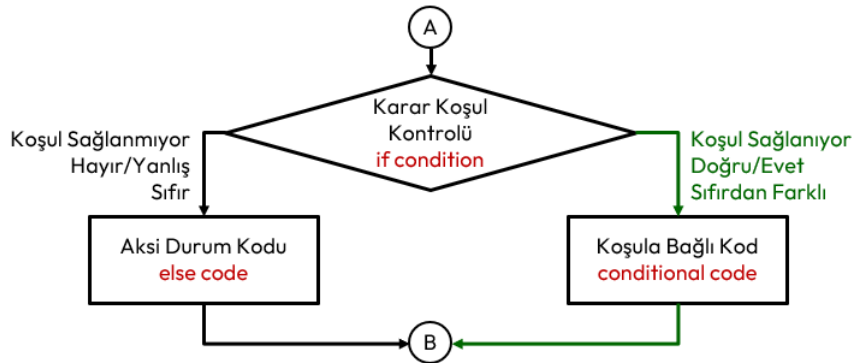 A
Karar Koşul
Kontrolü
if condition
Koşul Sağlanmıyor
Hayır/Yanlış
Sıfır
Koşul Sağlanıyor
Doğru/Evet
Sıfırdan Farklı
Aksi Durum Kodu
else code
Koşula Bağlı Kod
conditional code
B